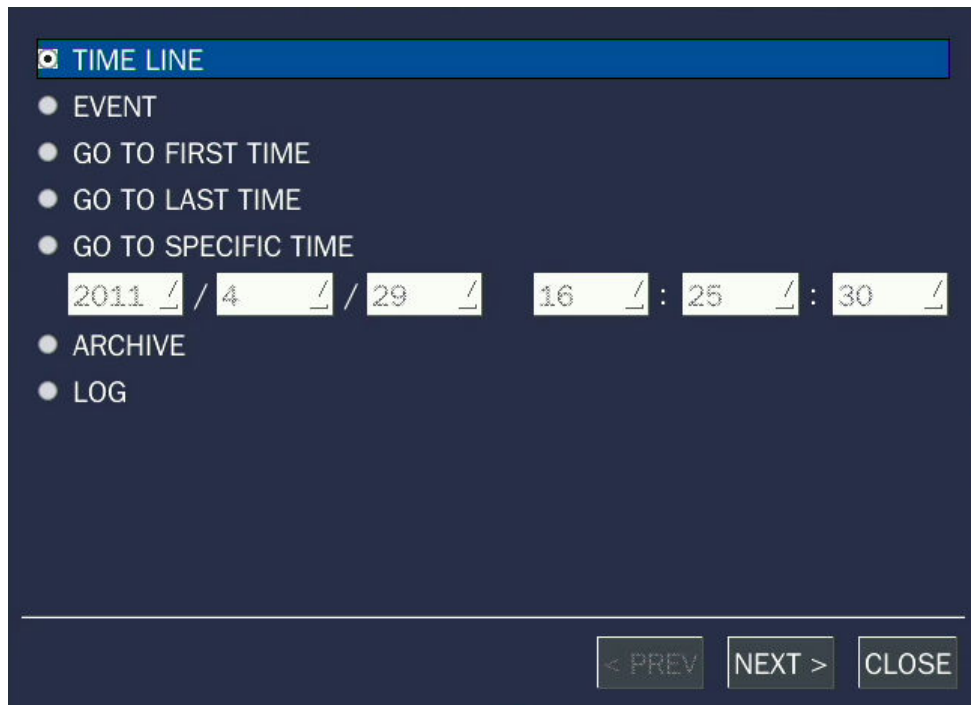 TIME LINE
EVENT
GO TO FIRST TIME
GO TO LAST TIME
GO TO SPECIFIC TIME
2011 / 4 / 29 16 : 25 : 30
ARCHIVE
LOG
< PREV NEXT > CLOSE